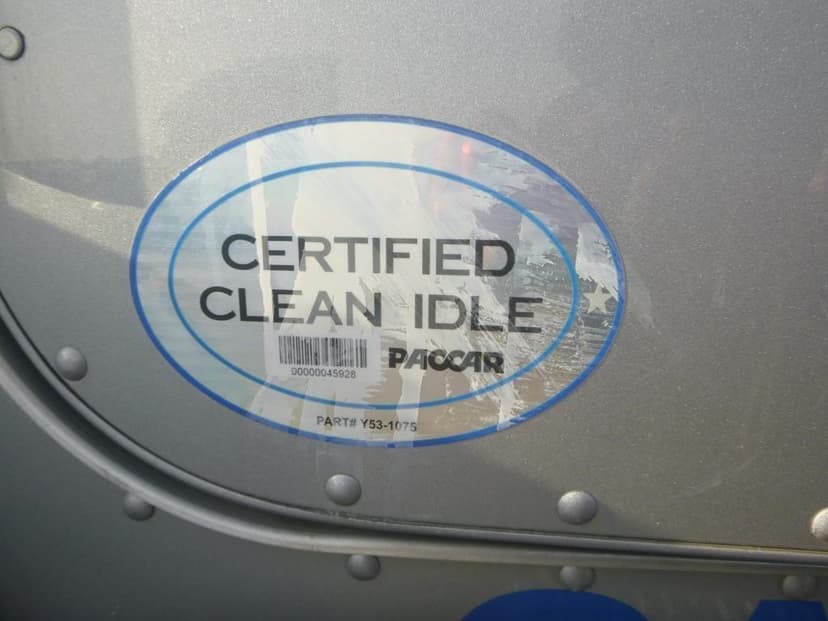 CERTIFIED
CLEAN IDLE
00000045928
PACCAR
PART# Y53-1075